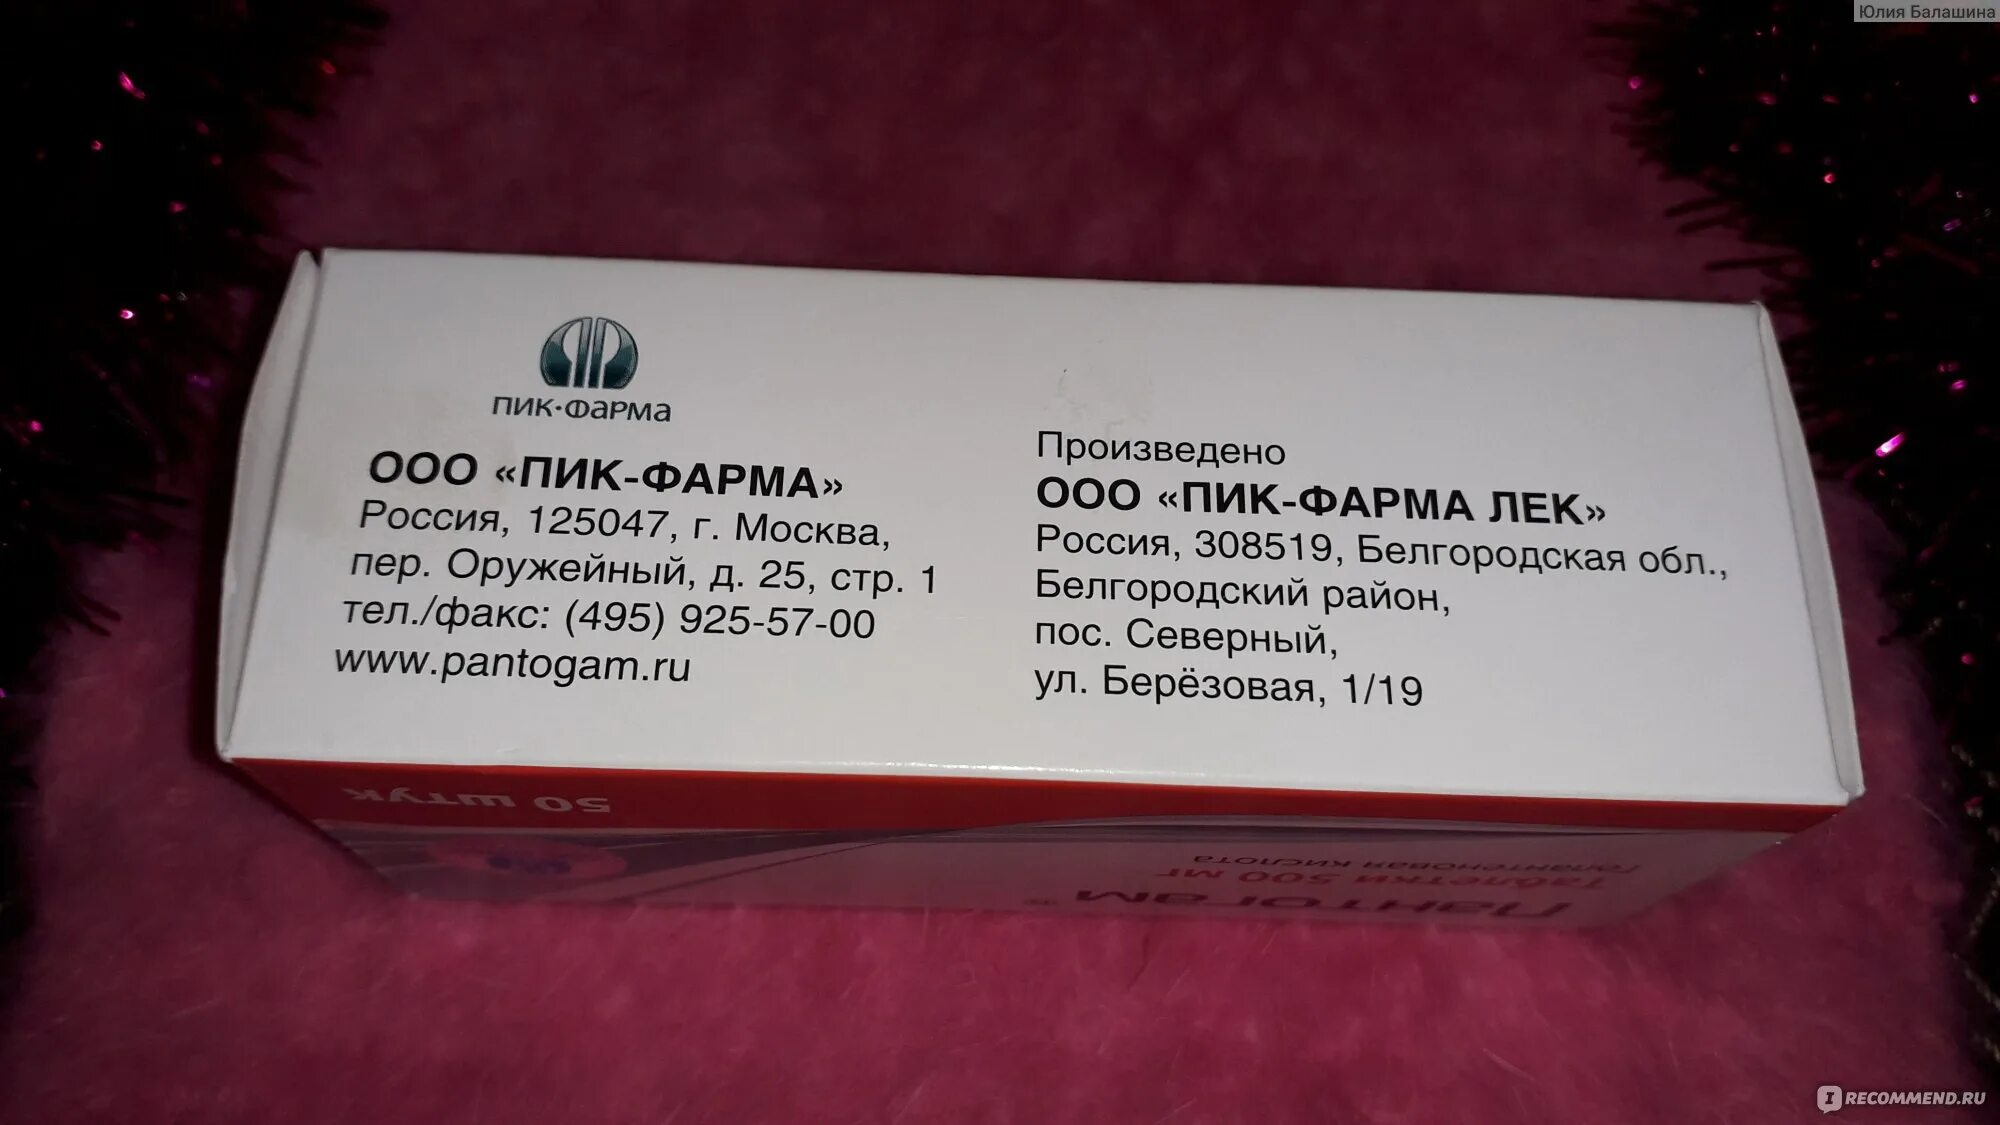 Юлия Балашина
ПИК-ФАРМА
ООО «ПИК-ФАРМА»
Россия, 125047, г. Москва,
пер. Оружейный, д. 25, стр. 1
тел./факс: (495) 925-57-00
www.pantogam.ru
Произведено
ООО «ПИК-ФАРМА ЛЕК»
Россия, 308519, Белгородская обл.,
Белгородский район,
пос. Северный,
ул. Берёзовая, 1/19
50 штук
Пантогам®
Таблетки 500 мг
гопантеновая кислота
IRECOMMEND.RU